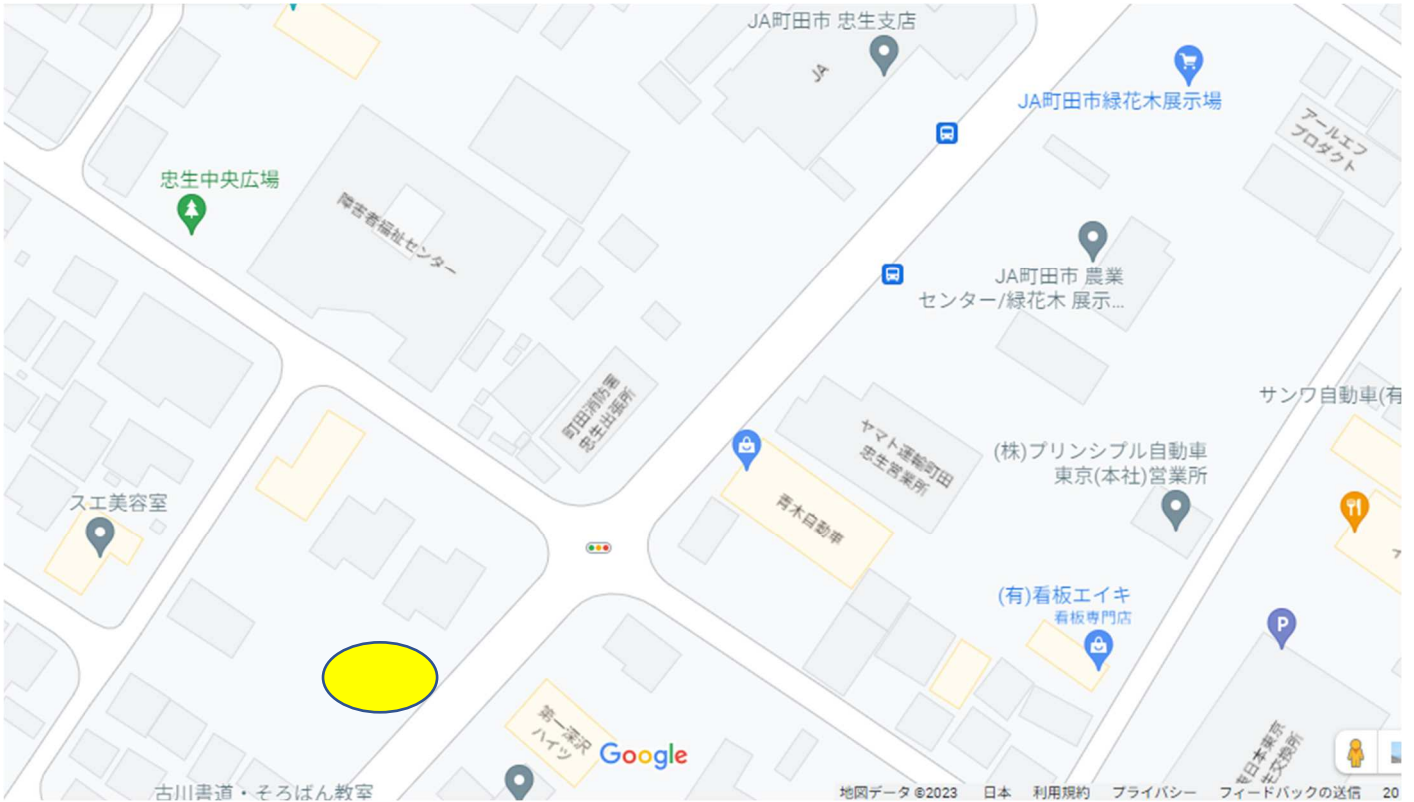 JA町田市 忠生支店
JA
JA町田市緑花木展示場
アールエフ
プロダクト
忠生中央広場
障害者福祉センター
JA町田市 農業
センター/緑花木 展示...
町田消防署
忠生出張所
サンワ自動車(有
ヤマト運輸町田
忠生営業所
(株)プリンシプル自動車
東京(本社)営業所
スエ美容室
青木自動車
(有)看板エイキ
看板専門店
P
第一深沢
ハイツ
Google
古川書道・そろばん教室
地図データ ©2023 日本 利用規約 プライバシー フィードバックの送信 20